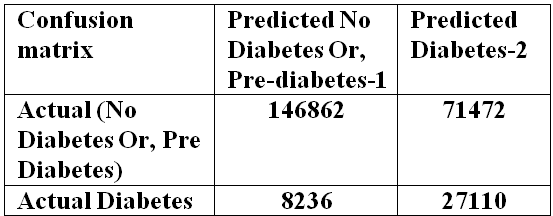 Confusion matrix
Predicted No Diabetes Or, Pre-diabetes-1
Predicted Diabetes-2
Actual (No Diabetes Or, Pre Diabetes)
146862
71472
Actual Diabetes
8236
27110